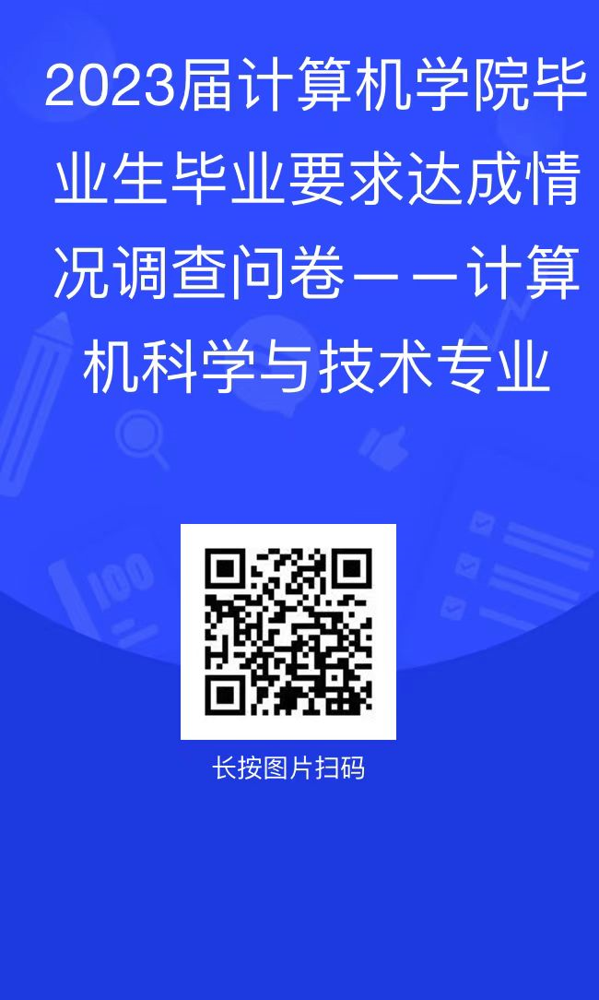 2023届计算机学院毕
业生毕业要求达成情
况调查问卷——计算
机科学与技术专业
100
长按图片扫码